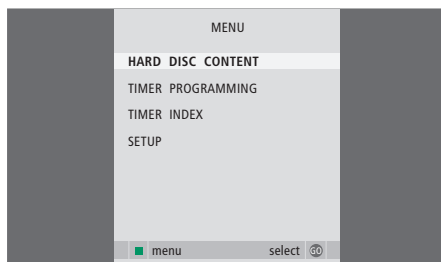 MENU
HARD DISC CONTENT
TIMER PROGRAMMING
TIMER INDEX
SETUP
menu select GO